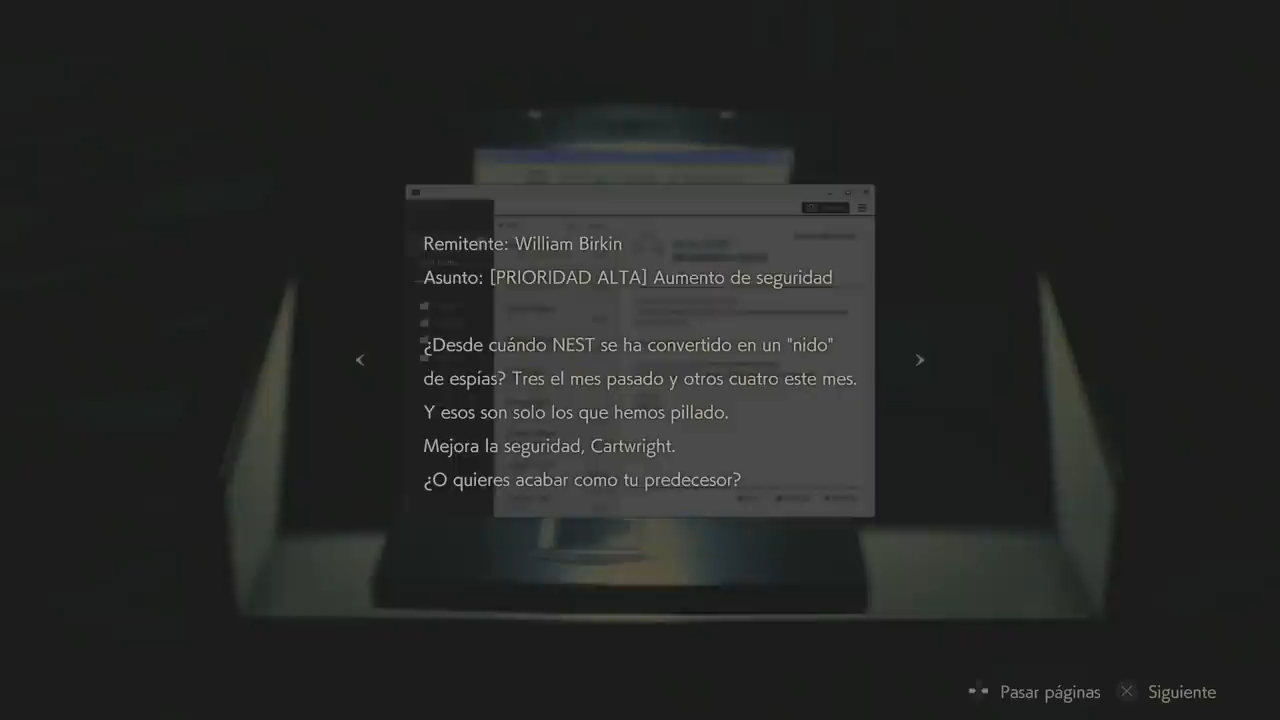 Remitente: William Birkin
Asunto: [PRIORIDAD ALTA] Aumento de seguridad
¿Desde cuándo NEST se ha convertido en un "nido"
de espías? Tres el mes pasado y otros cuatro este mes.
Y esos son solo los que hemos pillado.
Mejora la seguridad, Cartwright.
¿O quieres acabar como tu predecesor?
Pasar páginas
Siguiente